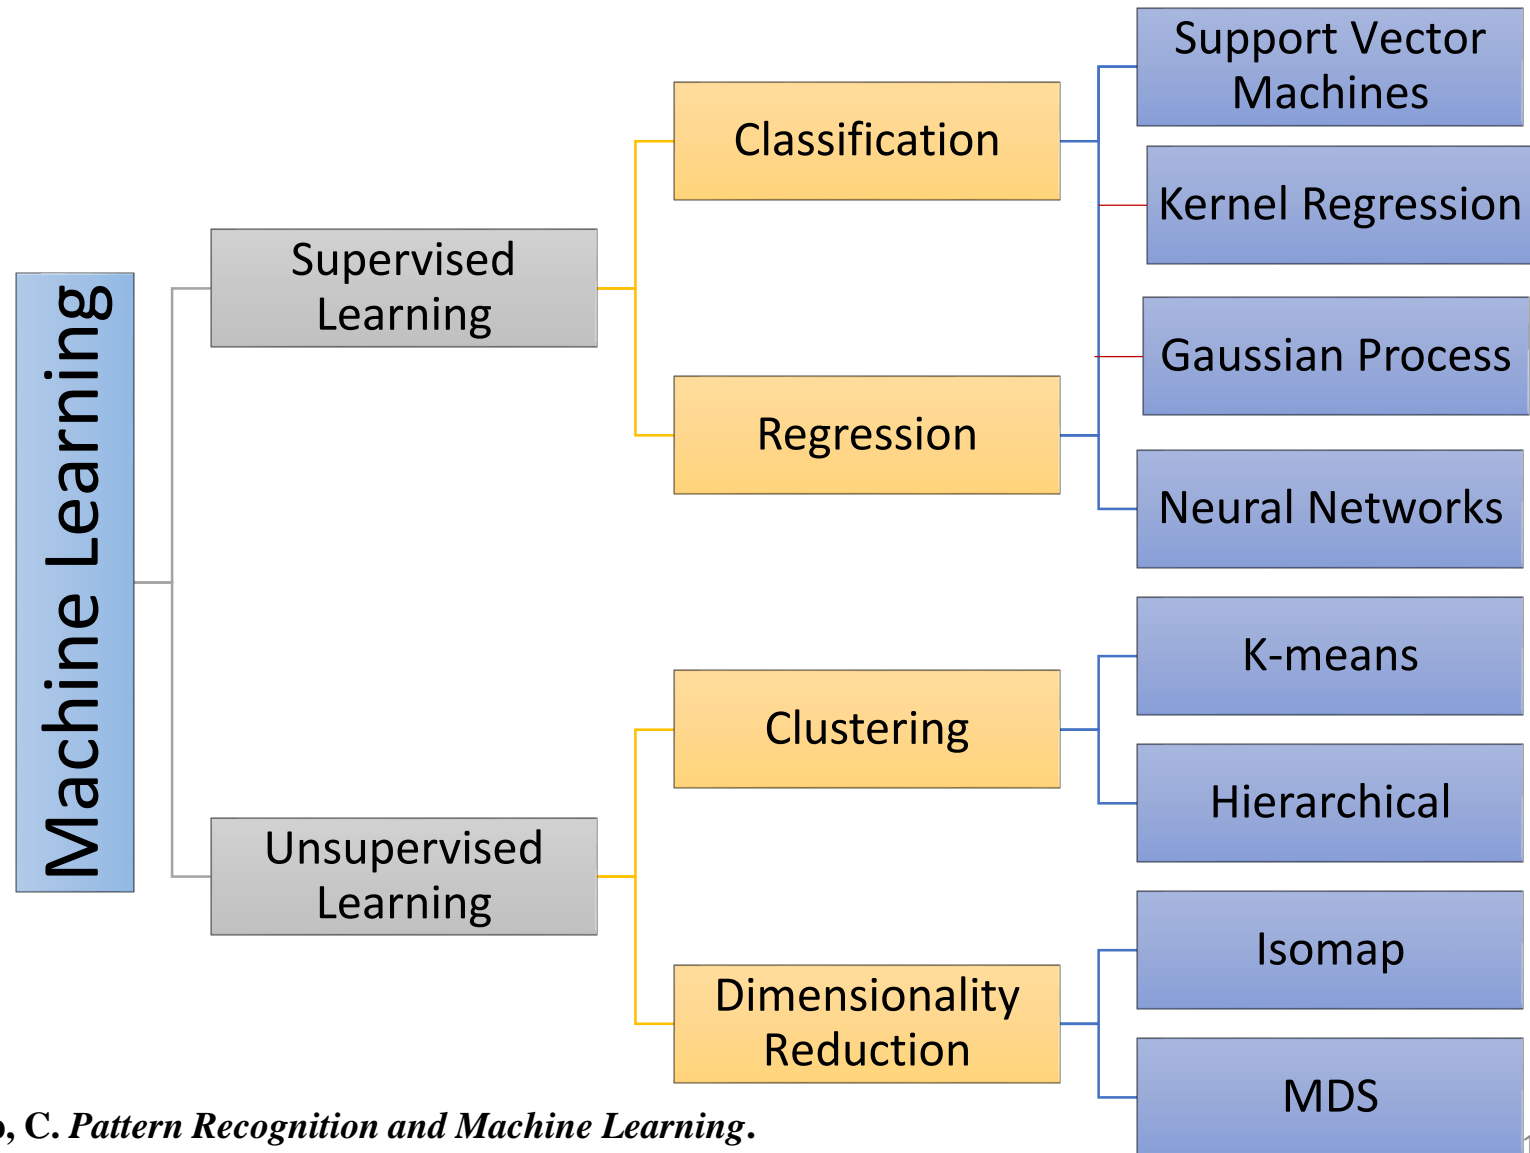 Machine Learning
Supervised
Learning
Classification
Regression
Support Vector
Machines
Kernel Regression
Gaussian Process
Neural Networks
Unsupervised
Learning
Clustering
K-means
Hierarchical
Dimensionality
Reduction
Isomap
MDS
, C. Pattern Recognition and Machine Learning.